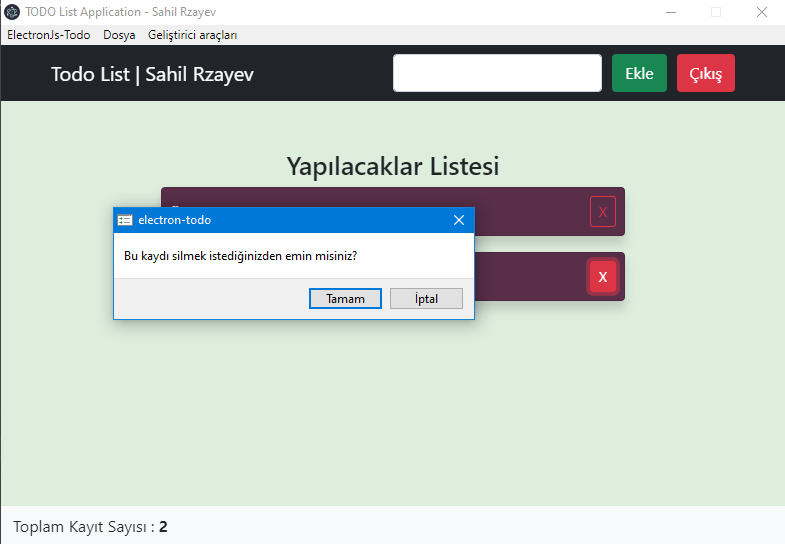 TODO List Application - Sahil Rzayev
ElectronJs-Todo Dosya Geliştirici araçları
Todo List | Sahil Rzayev
Ekle
Çıkış
Yapılacaklar Listesi
X
electron-todo
Bu kaydı silmek istediğinizden emin misiniz?
X
Tamam
İptal
Toplam Kayıt Sayısı : 2